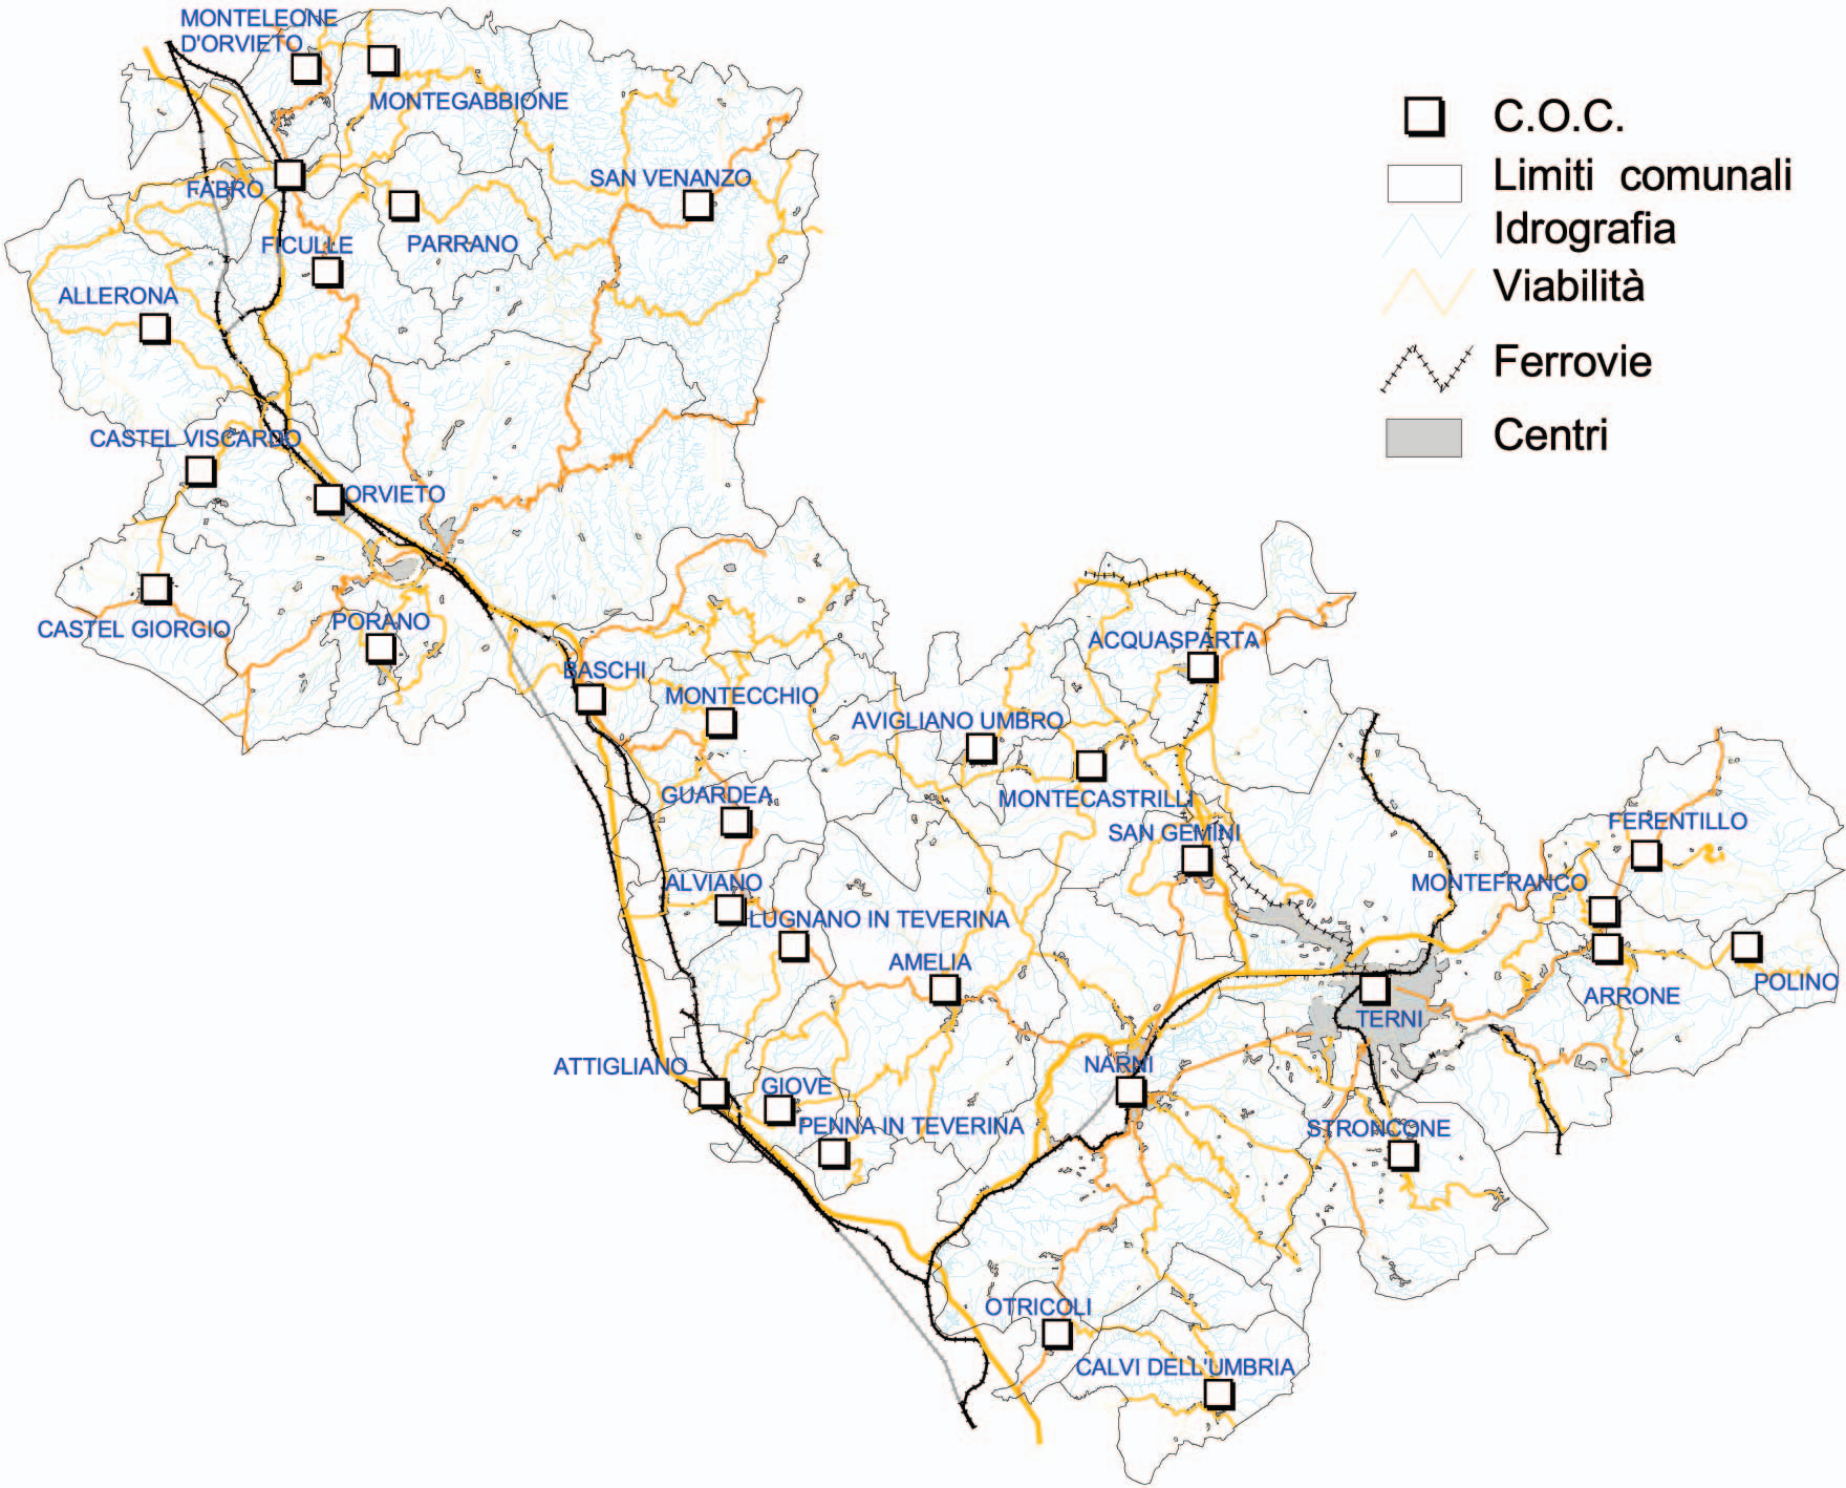 MONTELEONE
D'ORVIETO
MONTEGABBIONE
FABRO
SAN VENANZO
FICULLE
PARRANO
ALLERONA
CASTEL VISCARDO
ORVIETO
CASTEL GIORGIO
PORANO
BASCHI
MONTECCHIO
ACQUASPARTA
AVIGLIANO UMBRO
GUARDEA
MONTECASTRILLI
SAN GEMINI
FERENTILLO
ALVIANO
MONTEFRANCO
LUGNANO IN TEVERINA
AMELIA
POLINO
ARRONE
TERNI
ATTIGLIANO
GIOVE
NARNI
PENNA IN TEVERINA
STRONCONE
OTRICOLI
CALVI DELL'UMBRIA
C.O.C.
Limiti comunali
Idrografia
Viabilità
Ferrovie
Centri